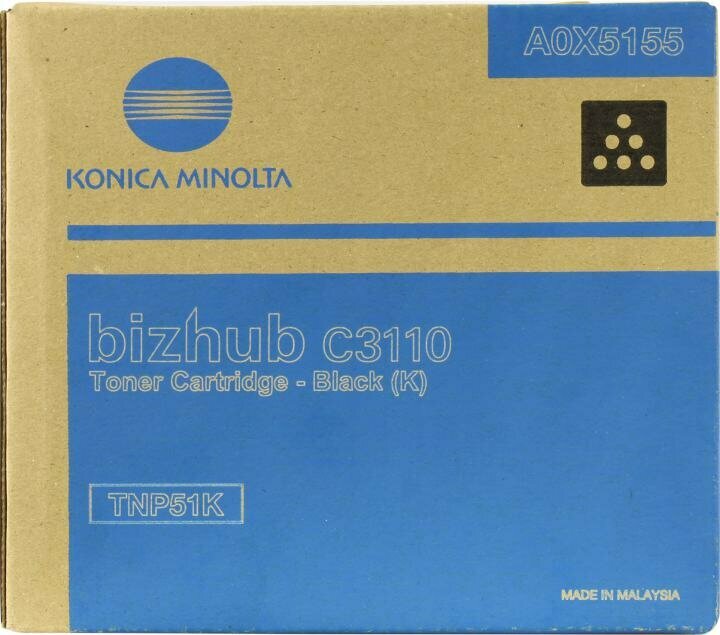 A0X5155
KONICA MINOLTA
bizhub C3110
Toner Cartridge - Black (K)
TNP51K
MADE IN MALAYSIA